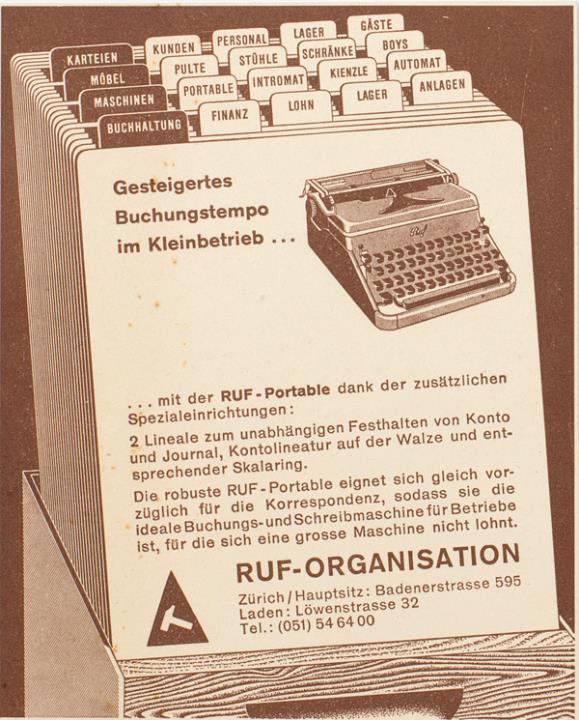 GÄSTE
LAGER
PERSONAL
KUNDEN
KARTEIEN
BOYS
SCHRÄNKE
STÜHLE
PULTE
MÖBEL
AUTOMAT
KIENZLE
INTROMAT
PORTABLE
MASCHINEN
ANLAGEN
LAGER
LOHN
FINANZ
BUCHHALTUNG
Gesteigertes
Buchungstempo
im Kleinbetrieb ...
Ruf
... mit der RUF-Portable dank der zusätzlichen
Spezialeinrichtungen:
2 Lineale zum unabhängigen Festhalten von Konto
und Journal, Kontolineatur auf der Walze und ent-
sprechender Skalaring.
Die robuste RUF-Portable eignet sich gleich vor-
züglich für die Korrespondenz, sodass sie die
ideale Buchungs- und Schreibmaschine für Betriebe
ist, für die sich eine grosse Maschine nicht lohnt.
RUF-ORGANISATION
Zürich/Hauptsitz: Badenerstrasse 595
Laden: Löwenstrasse 32
Tel.: (051) 54 64 00